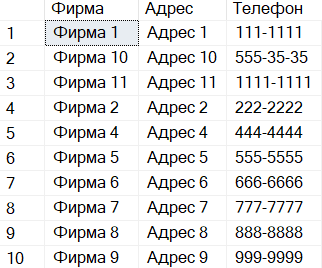 Фирма Адрес Телефон
1 Фирма 1 Адрес 1 111-1111
2 Фирма 10 Адрес 10 555-35-35
3 Фирма 11 Адрес 11 1111-1111
4 Фирма 2 Адрес 2 222-2222
5 Фирма 4 Адрес 4 444-4444
6 Фирма 5 Адрес 5 555-5555
7 Фирма 6 Адрес 6 666-6666
8 Фирма 7 Адрес 7 777-7777
9 Фирма 8 Адрес 8 888-8888
10 Фирма 9 Адрес 9 999-9999